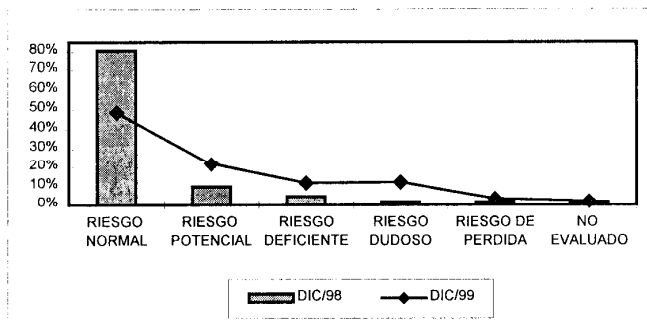 80%
70%
60%
50%
40%
30%
20%
10%
0%
RIESGO NORMAL
RIESGO POTENCIAL
RIESGO DEFICIENTE
RIESGO DUDOSO
RIESGO DE PERDIDA
NO EVALUADO
DIC/98
DIC/99